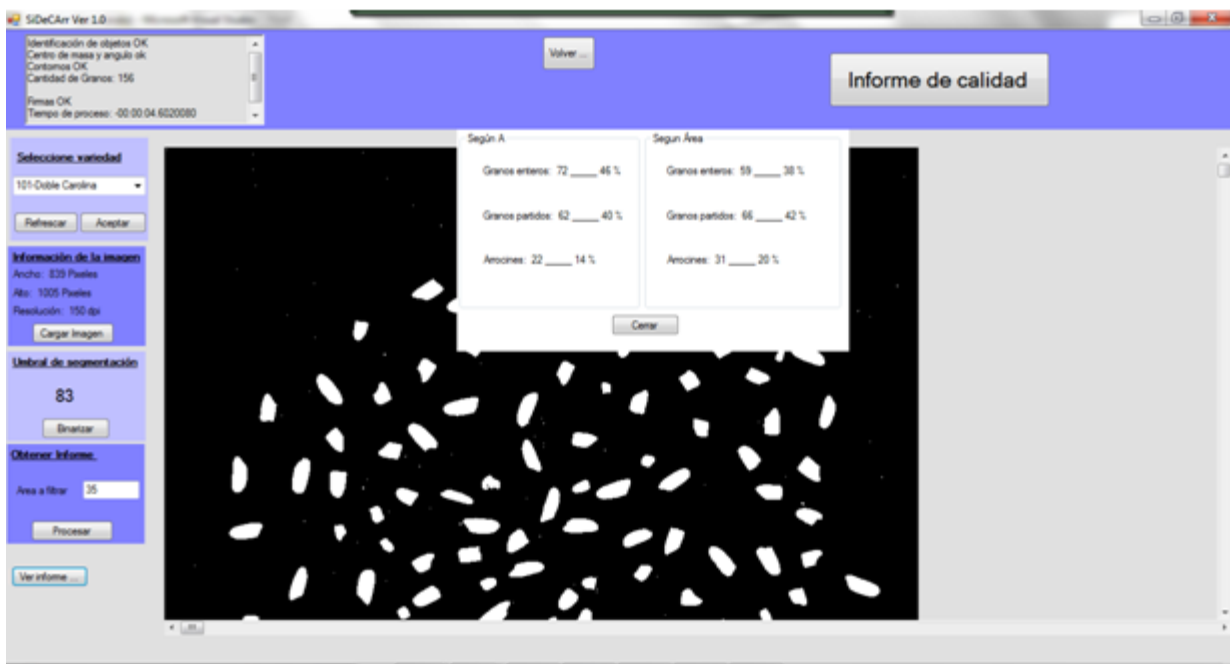 SiDeCArr Ver 1.0
Identificación de objetos OK
Centro de masa y angulo ok
Contornos OK
Cantidad de Granos: 156
Firmas OK
Tiempo de proceso: -00:00:04.6020080
Volver ...
Informe de calidad
Seleccione variedad
101-Doble Carolina
Refrescar
Aceptar
Información de la imagen
Ancho: 839 Pixeles
Alto: 1005 Pixeles
Resolución: 150 dpi
Cargar Imagen
Umbral de segmentación
83
Binarizar
Obtener Informe
Area a filtrar 35
Procesar
Ver informe ...
Según A
Granos enteros: 72 _____ 46 %
Granos partidos: 62 _____ 40 %
Arrocines: 22 _____ 14 %
Segun Área
Granos enteros: 59 _____ 38 %
Granos partidos: 66 _____ 42 %
Arrocines: 31 _____ 20 %
Cerrar